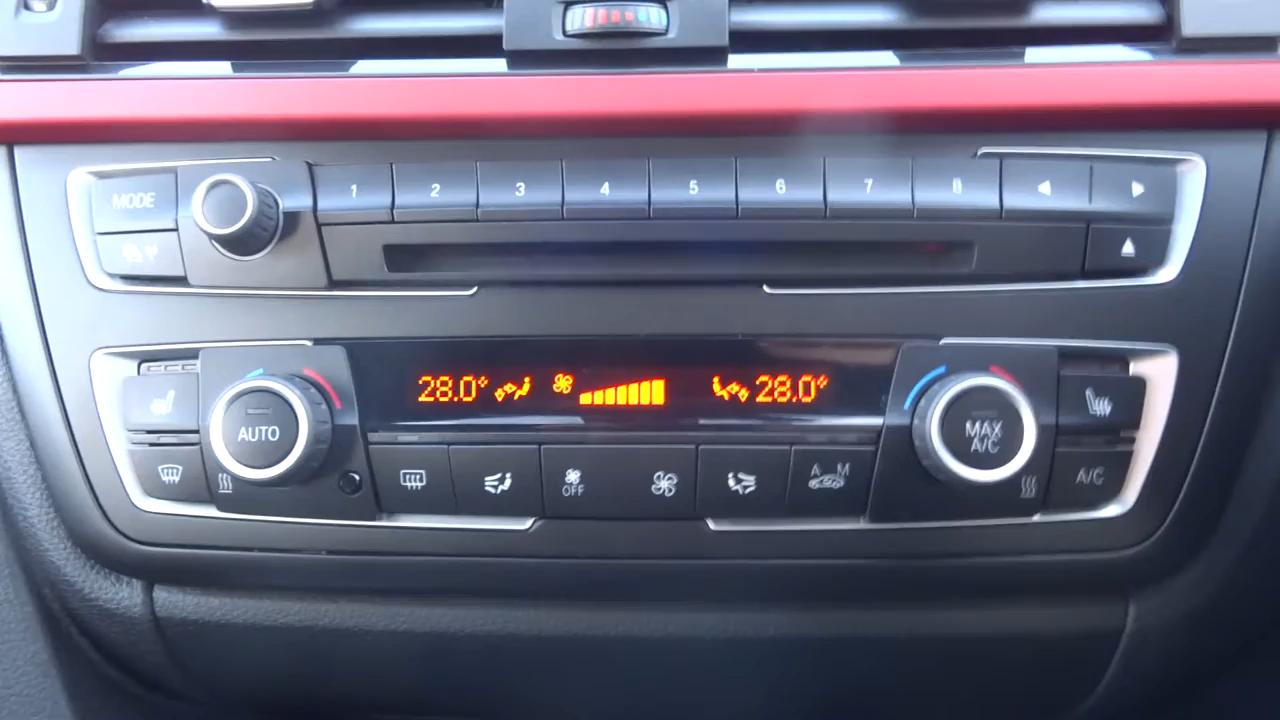 MODE
1 2 3 4 5 6 7 8
28.0° 28.0°
AUTO
MAX
A/C
OFF
A M
A/C